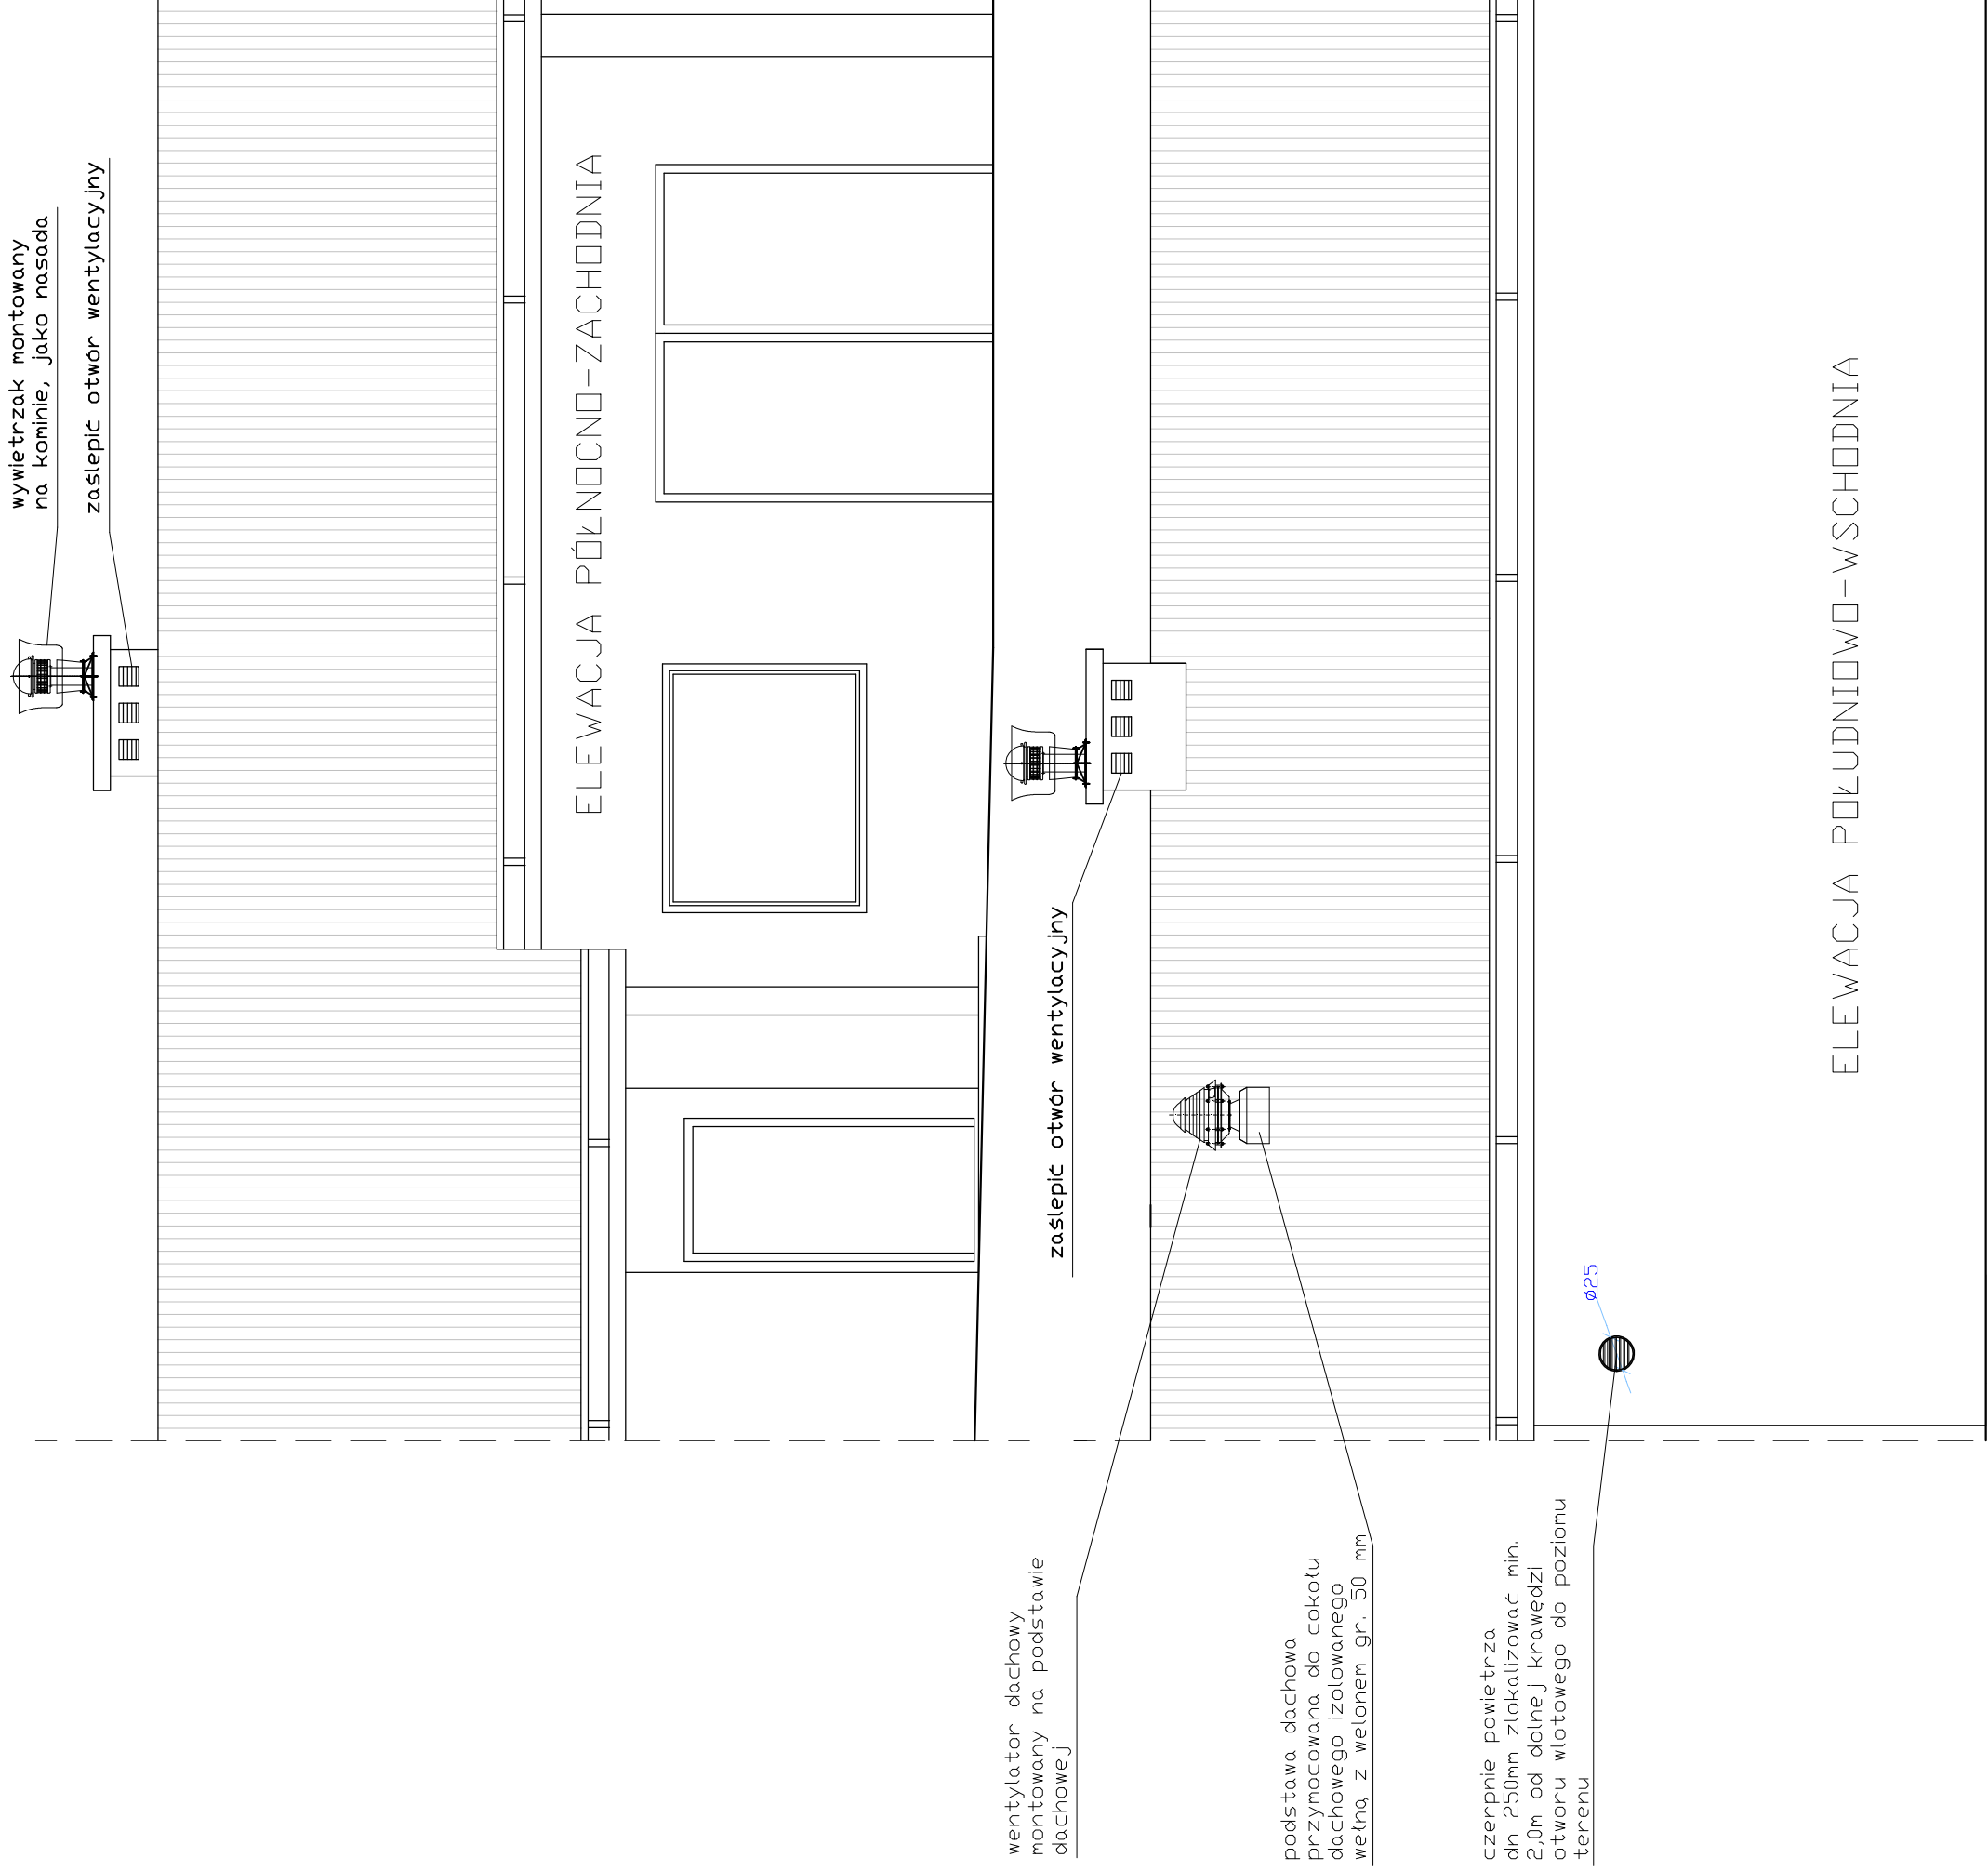 wywietrzak montowany
na kominie, jako nasada
zaślepić otwór wentylacyjny
ELEWACJA PÓŁNOCNO-ZACHODNIA
zaślepić otwór wentylacyjny
wentylator dachowy
montowany na podstawie
dachowej
podstawa dachowa
przymocowana do cokołu
dachowego izolowanego
wełną z welonem gr. 50 mm
czerpnie powietrza
dn 250mm zlokalizować min.
2,0m od dolnej krawędzi
otworu wlotowego do poziomu
terenu
ø25
ELEWACJA POŁUDNIOWO-WSCHODNIA